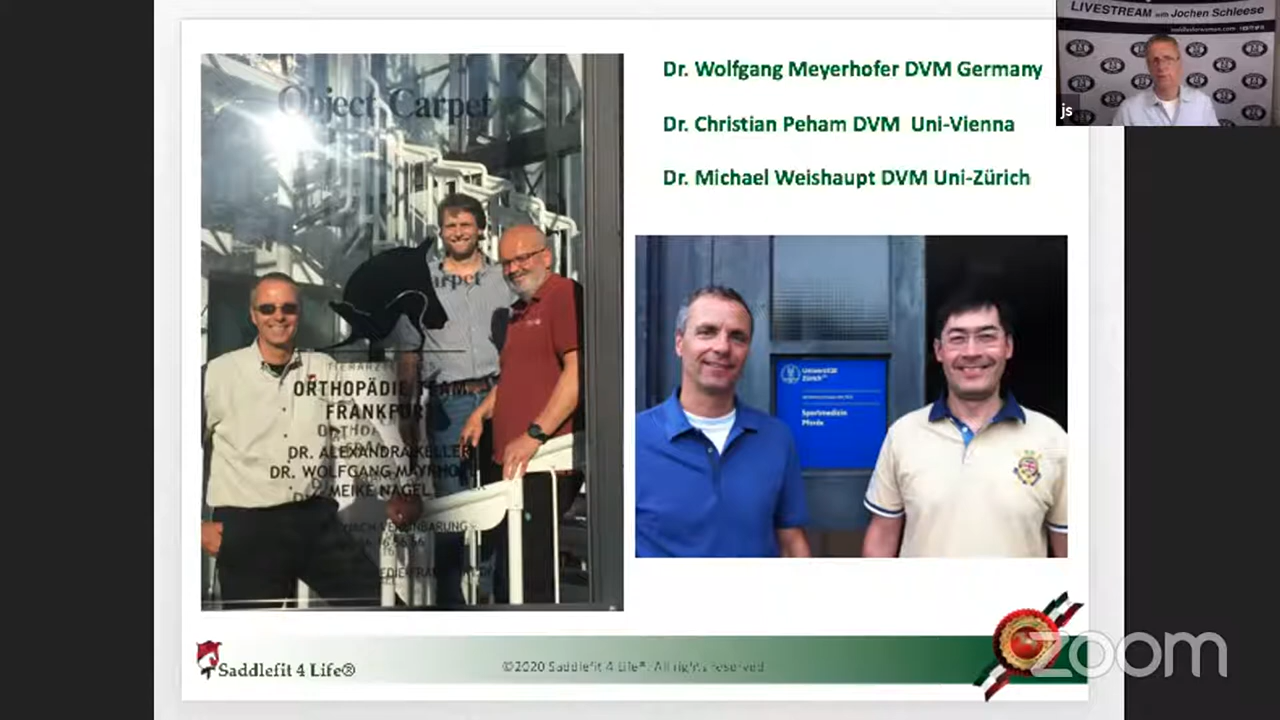 LIVESTREAM with Jochen Schleese
Dr. Wolfgang Meyerhofer DVM Germany
js
Dr. Christian Peham DVM Uni-Vienna
Dr. Michael Weishaupt DVM Uni-Zürich
Object Carpet
arpet
ORTHOPÄDIE TEAM
FRANKFURT
DR. ALEXANDRA KELLER
DR. WOLFGANG
MEIKE NAGEL
Universität
Zürich
Sportmedizin
Pferde
Saddlefit 4 Life®
©2020 Saddlefit 4 Life® All rights reserved
zoom